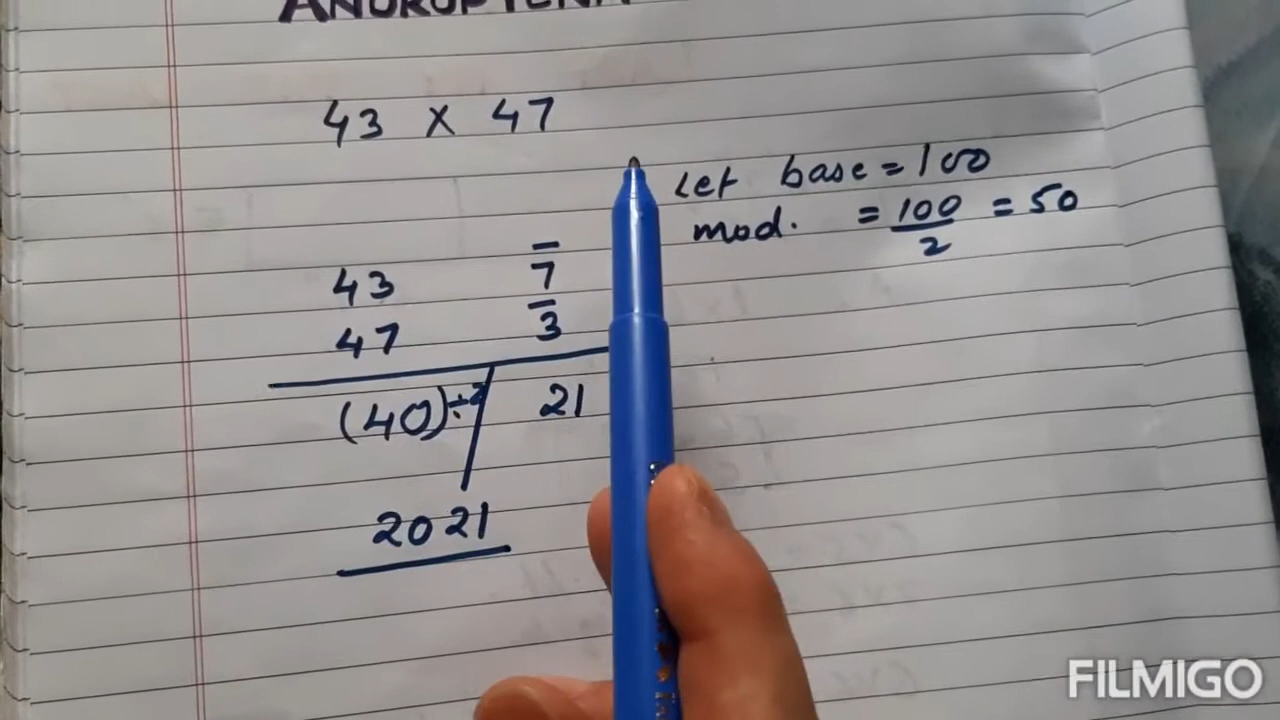 43 x 47
Let base = 100
mod. = 100/2 = 50
43 7̅
47 3̅
(40)÷2 / 21
2021
FILMIGO